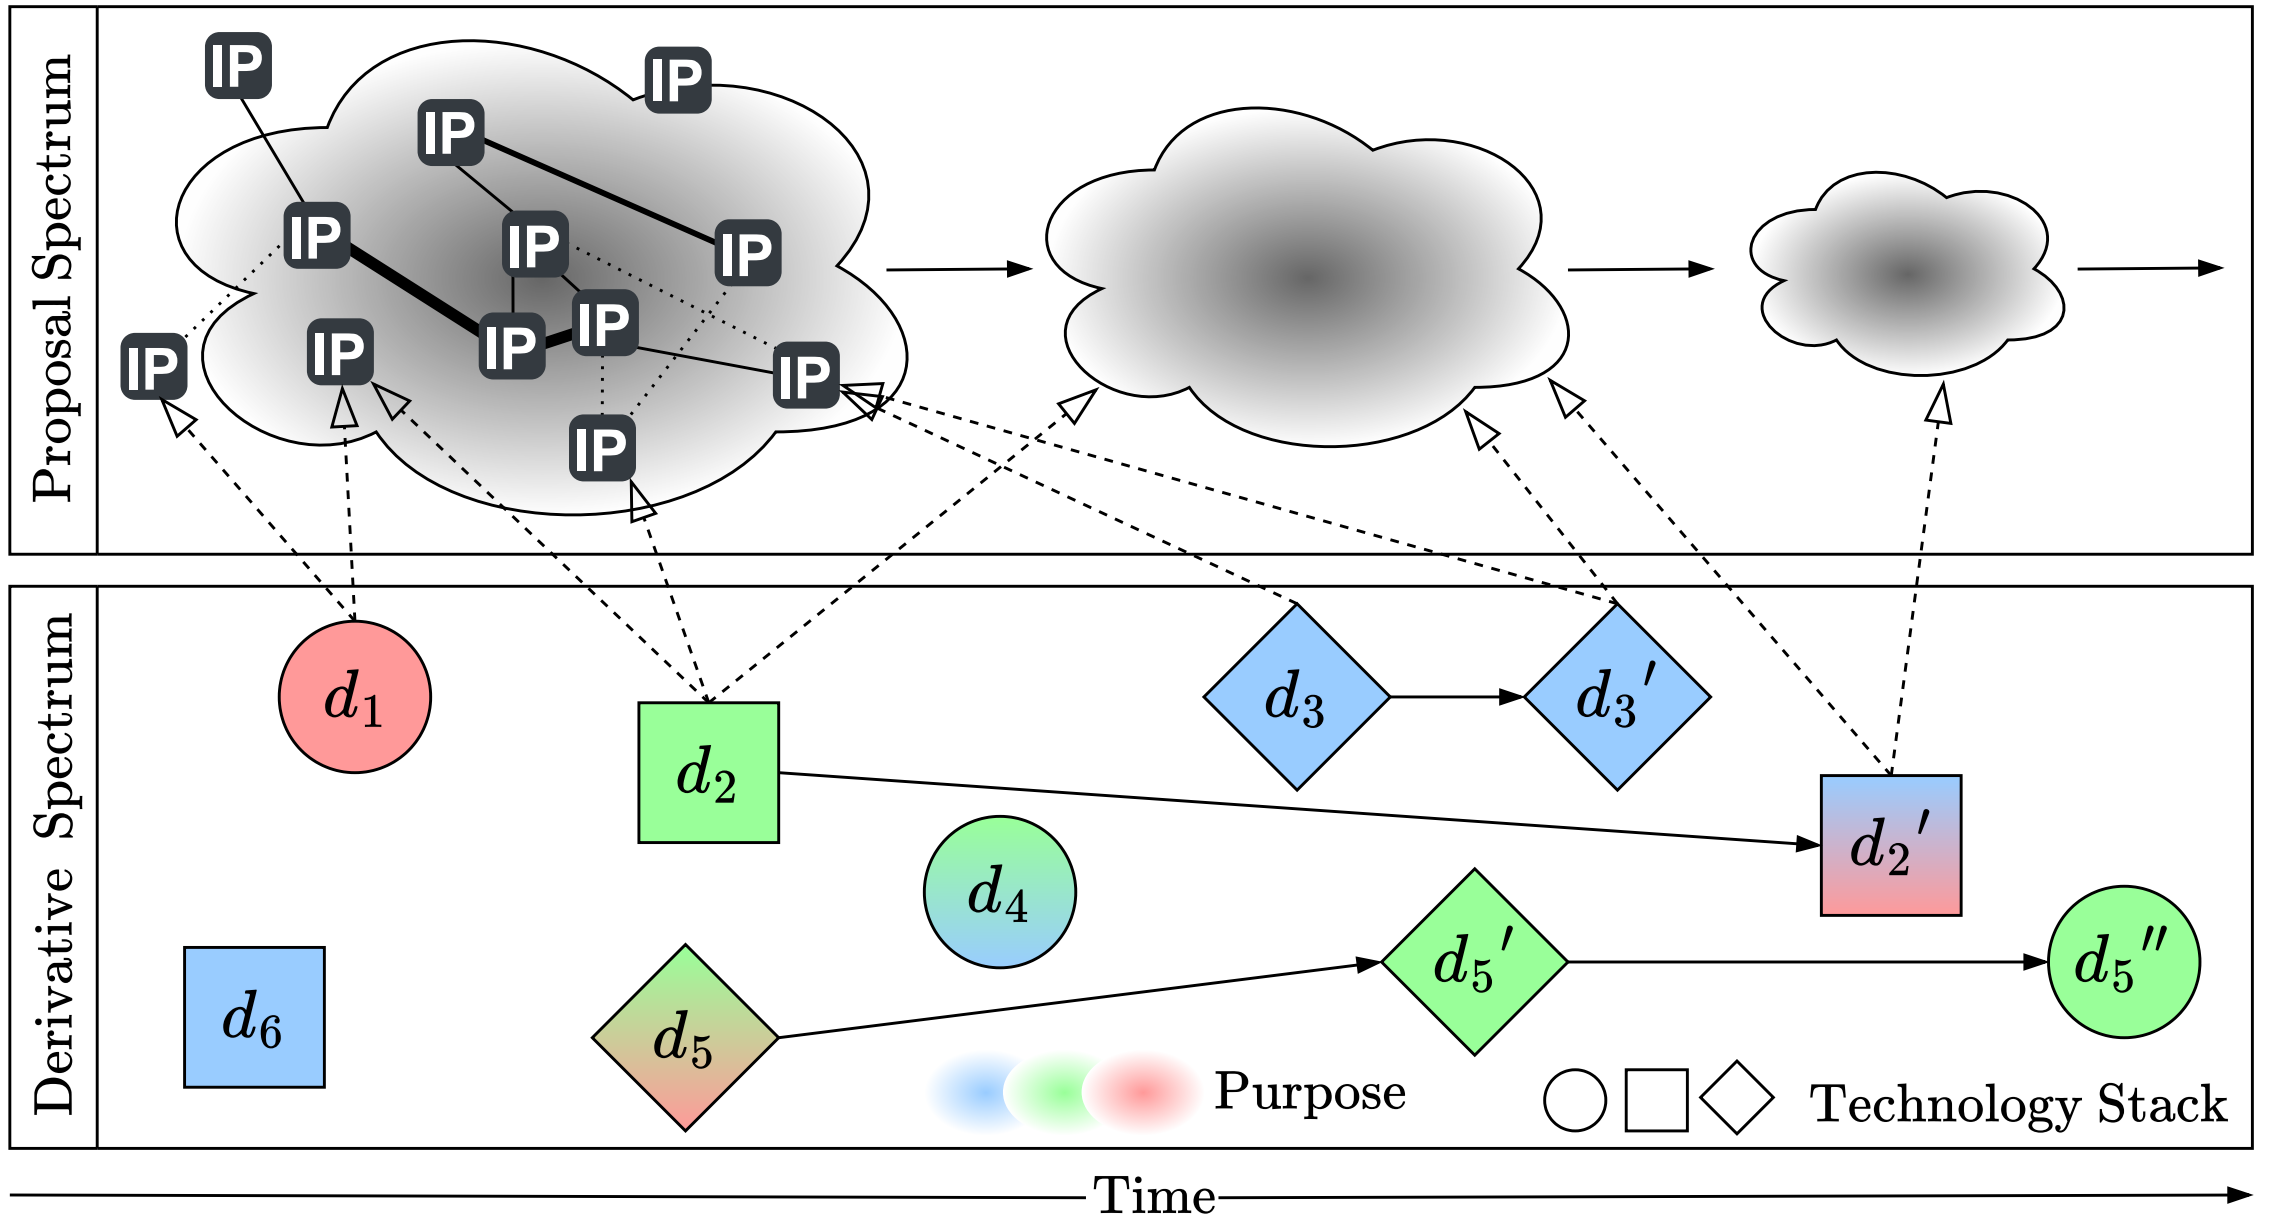 Proposal Spectrum
IP
IP
IP
IP
IP
IP
IP
IP
IP
IP
IP
IP
Derivative Spectrum
d1
d2
d3
d3′
d4
d2′
d5′
d5″
d6
d5
Purpose
Technology Stack
Time